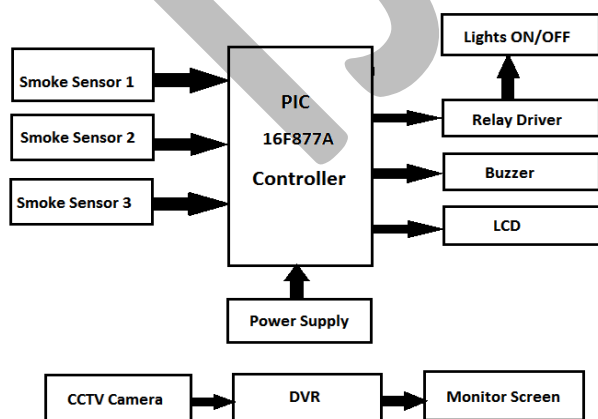 Lights ON/OFF
Smoke Sensor 1
PIC
16F877A
Controller
Relay Driver
Smoke Sensor 2
Buzzer
Smoke Sensor 3
LCD
Power Supply
CCTV Camera
DVR
Monitor Screen